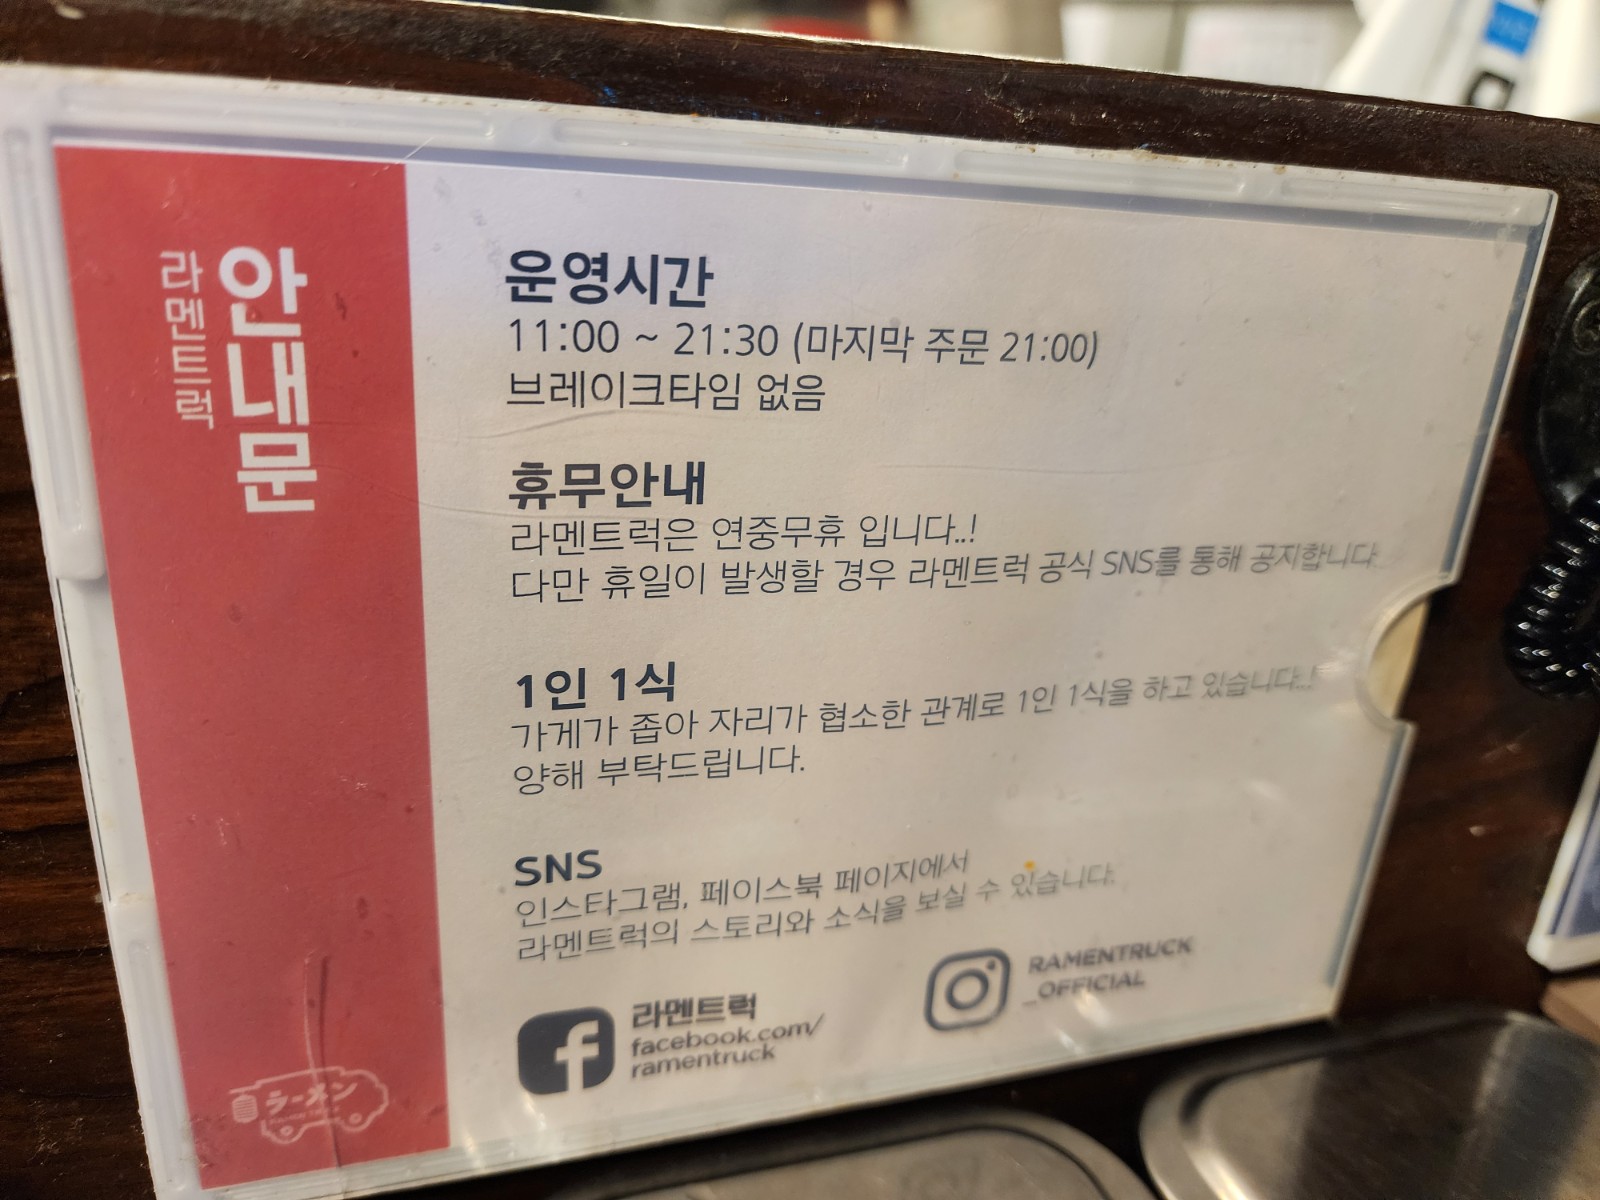 라멘트럭
안내문
운영시간
11:00 ~ 21:30 (마지막 주문 21:00)
브레이크타임 없음
휴무안내
라멘트럭은 연중무휴 입니다..!
다만 휴일이 발생할 경우 라멘트럭 공식 SNS를 통해 공지합니다
1인 1식
가게가 좁아 자리가 협소한 관계로 1인 1식을 하고 있습니다..!
양해 부탁드립니다.
SNS
인스타그램, 페이스북 페이지에서
라멘트럭의 스토리와 소식을 보실 수 있습니다.
라멘트럭
facebook.com/
ramentruck
RAMENTRUCK
_OFFICIAL
ラーメン